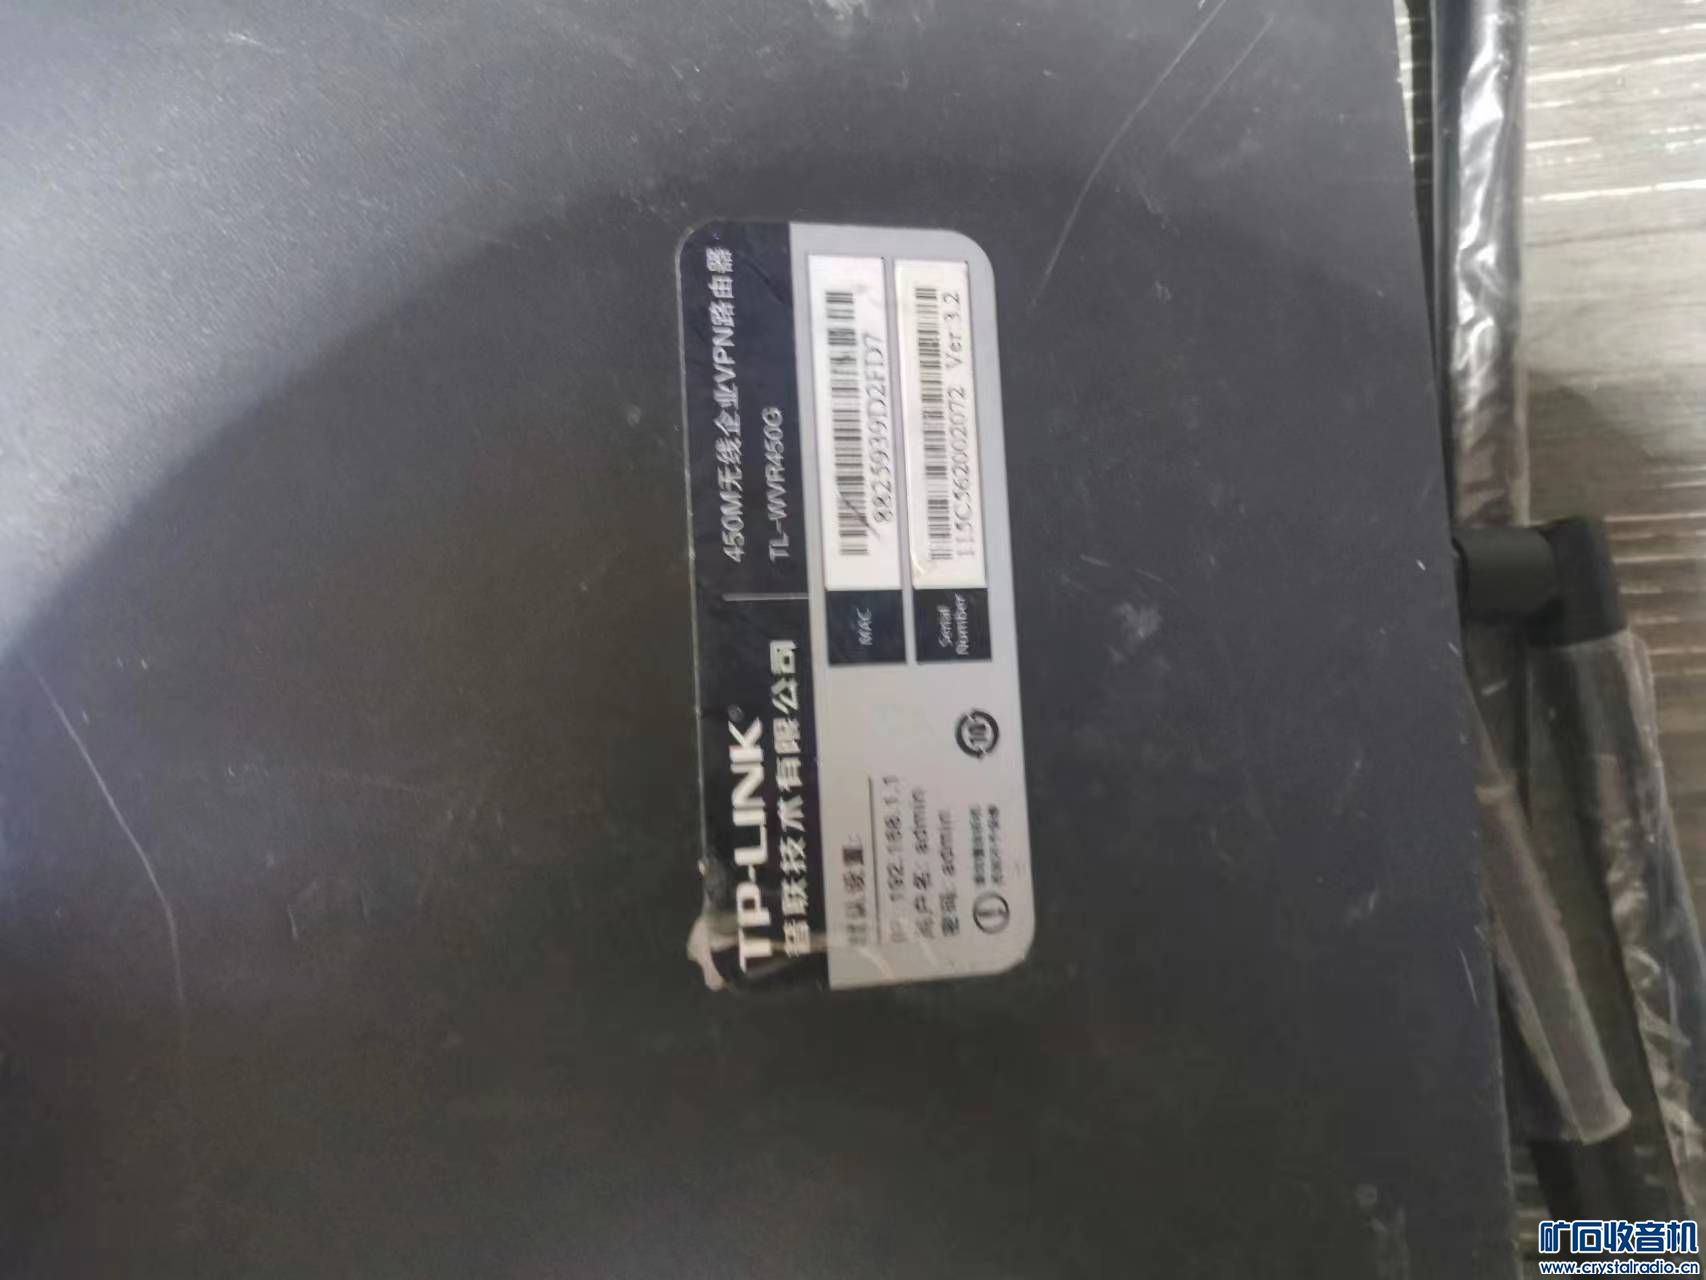 TP-LINK®
普联技术有限公司
450M无线企业VPN路由器
TL-WVR450G
默认设置:
IP: 192.168.1.1
用户名: admin
密码: admin
MAC
8825939D2FD7
Serial Number
115C562002072 Ver:3.2
10
矿石收音机
www.crystalradio.cn